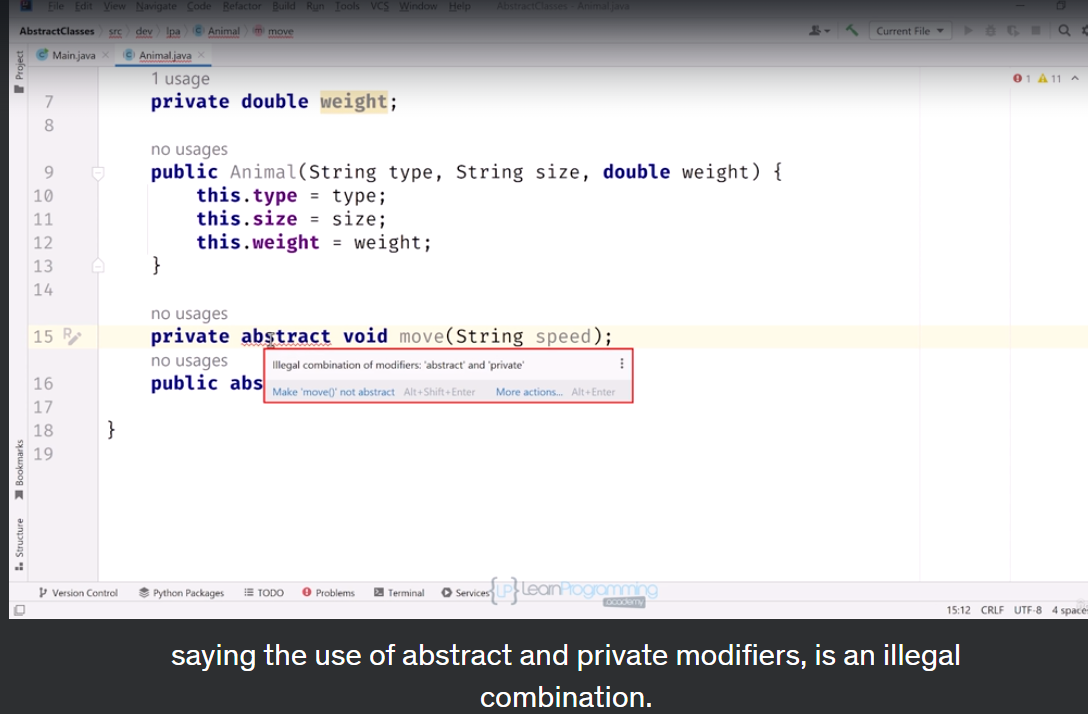 File Edit View Navigate Code Refactor Build Run Tools VCS Window Help AbstractClasses - Animal.java
AbstractClasses src dev lpa Animal move
Current File
Main.java Animal.java
Project
1 6 11
1 usage
7 private double weight;
8
no usages
9 public Animal(String type, String size, double weight) {
10 this.type = type;
11 this.size = size;
12 this.weight = weight;
13 }
14
no usages
15 private abstract void move(String speed);
no usages
Illegal combination of modifiers: 'abstract' and 'private'
16 public abs
Make 'move()' not abstract Alt+Shift+Enter More actions... Alt+Enter
17
18 }
19
Bookmarks
Structure
Version Control Python Packages TODO Problems Terminal Services
{LP} LearnProgramming
academy
15:12 CRLF UTF-8 4 space
saying the use of abstract and private modifiers, is an illegal
combination.